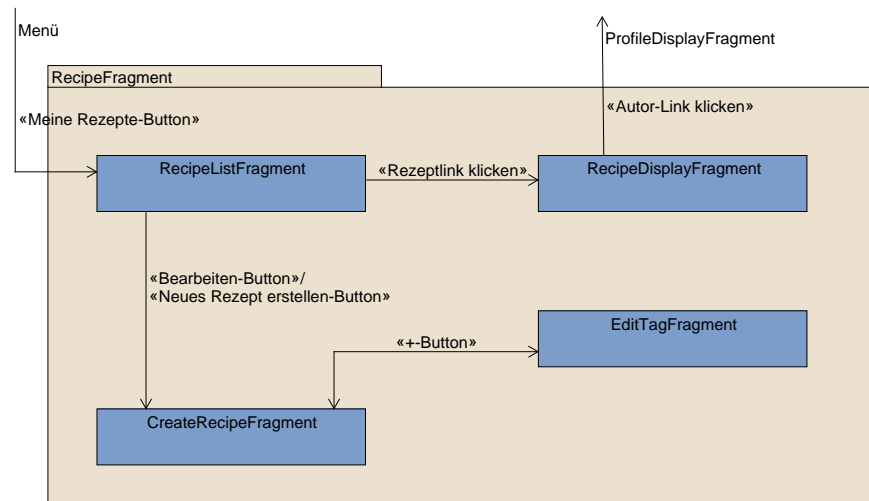 Menü
ProfileDisplayFragment
RecipeFragment
«Autor-Link klicken»
«Meine Rezepte-Button»
RecipeListFragment
«Rezeptlink klicken»
RecipeDisplayFragment
«Bearbeiten-Button»/
«Neues Rezept erstellen-Button»
EditTagFragment
«+-Button»
CreateRecipeFragment